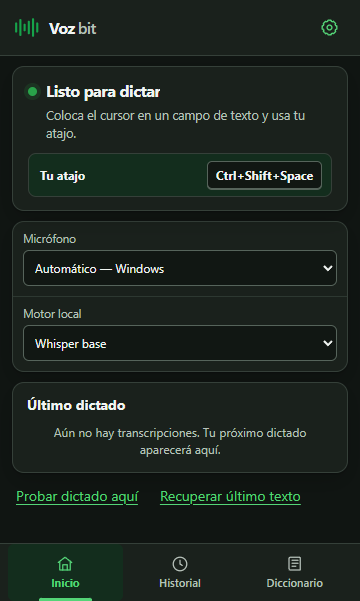 Voz bit
Listo para dictar
Coloca el cursor en un campo de texto y usa tu
atajo.
Tu atajo
Ctrl+Shift+Space
Micrófono
Automático — Windows
Motor local
Whisper base
Último dictado
Aún no hay transcripciones. Tu próximo dictado
aparecerá aquí.
Probar dictado aquí
Recuperar último texto
Inicio
Historial
Diccionario